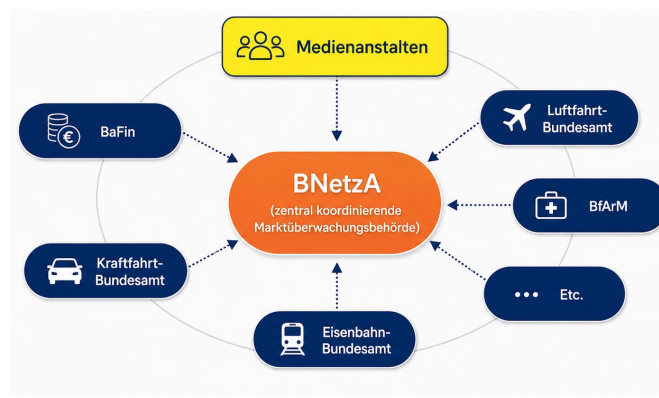 Medienanstalten
BaFin
Luftfahrt-
Bundesamt
BNetzA
(zentral koordinierende
Marktüberwachungsbehörde)
BfArM
Kraftfahrt-
Bundesamt
Etc.
Eisenbahn-
Bundesamt